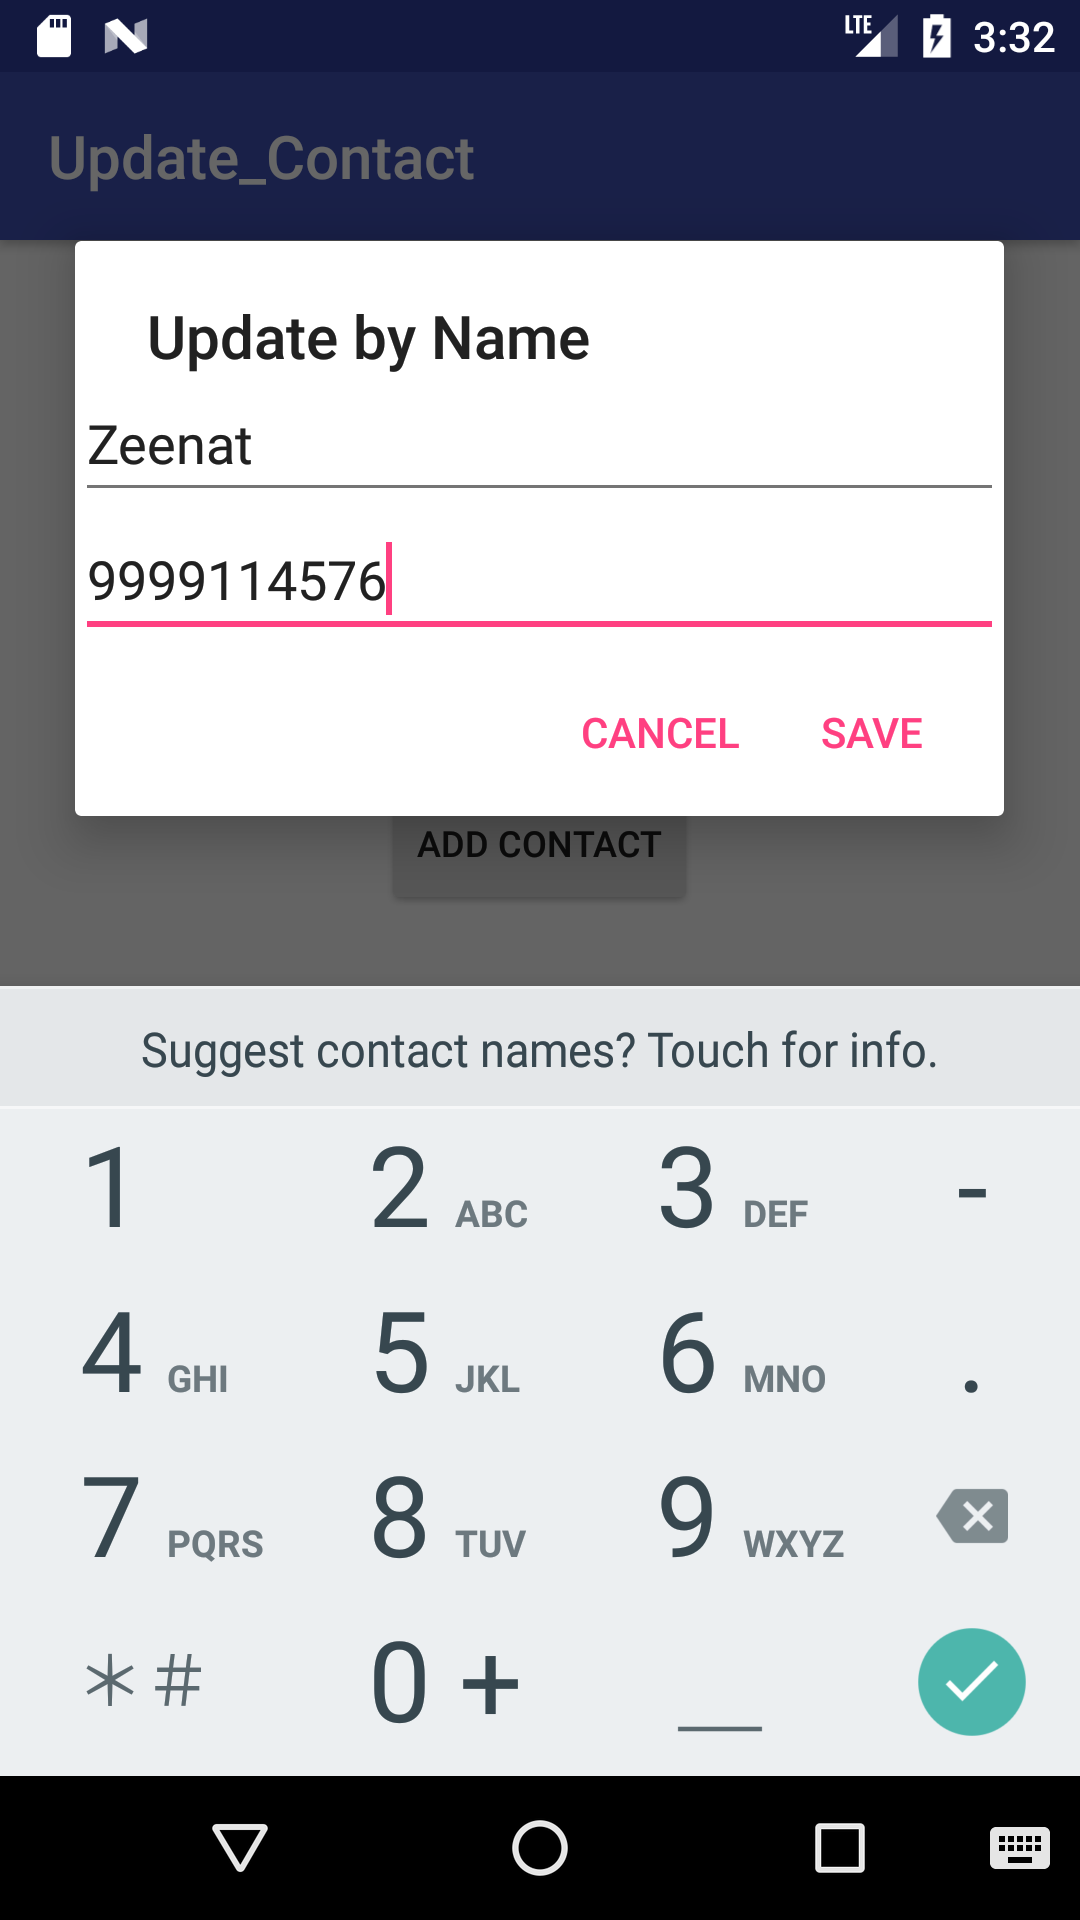 LTE 3:32
Update_Contact
Update by Name
Zeenat
9999114576
CANCEL SAVE
ADD CONTACT
Suggest contact names? Touch for info.
1 2 ABC 3 DEF -
4 GHI 5 JKL 6 MNO .
7 PQRS 8 TUV 9 WXYZ
* # 0 + _